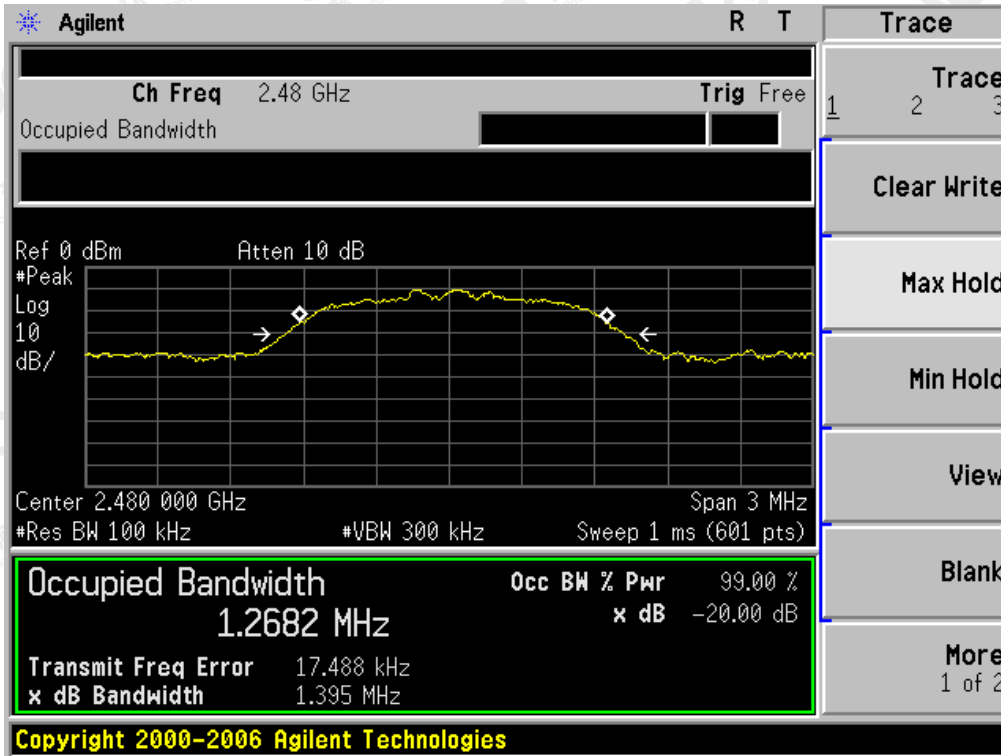 Agilent R T Trace
Ch Freq 2.48 GHz Trig Free
Occupied Bandwidth
Trace
1 2 3
Clear Write
Max Hold
Min Hold
View
Blank
More
1 of 2
Ref 0 dBm Atten 10 dB
#Peak
Log
10
dB/
Center 2.480 000 GHz Span 3 MHz
#Res BW 100 kHz #VBW 300 kHz Sweep 1 ms (601 pts)
Occupied Bandwidth Occ BW % Pwr 99.00 %
1.2682 MHz x dB -20.00 dB
Transmit Freq Error 17.488 kHz
x dB Bandwidth 1.395 MHz
Copyright 2000-2006 Agilent Technologies